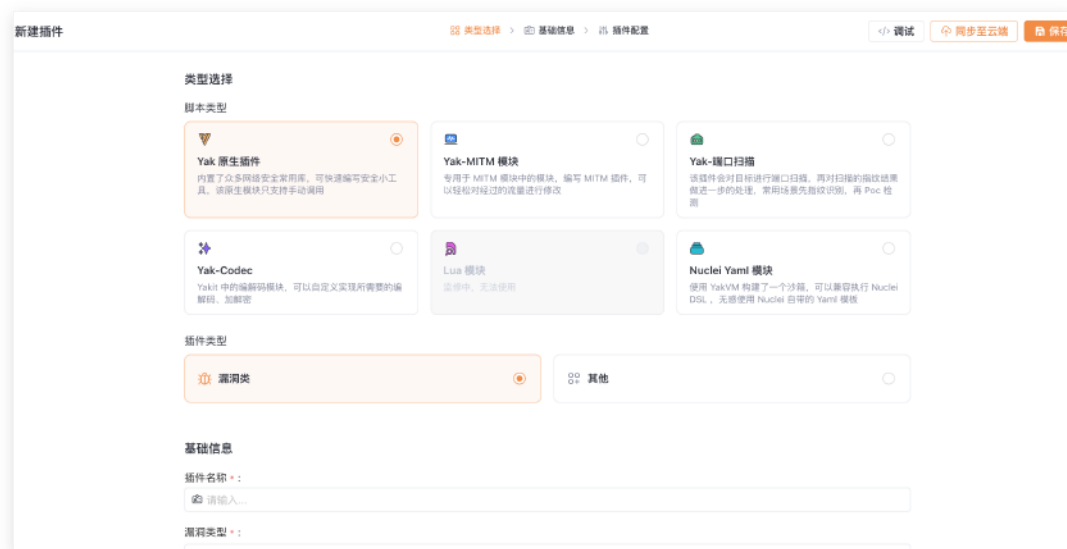 新建插件
类型选择 > 基础信息 > 插件配置
</> 调试
同步至云端
保存
类型选择
脚本类型
Yak 原生插件
内置了众多网络安全常用库，可快速编写安全小工
具，该原生模块只支持手动调用
Yak-MITM 模块
专用于 MITM 模块中的模块，编写 MITM 插件，可
以轻松对经过的流量进行修改
Yak-端口扫描
该插件会对目标进行端口扫描，再对扫描的指纹结果
做进一步的处理，常用场景先指纹识别，再 Poc 检
测
Yak-Codec
Yakit 中的编解码模块，可以自定义实现所需要的编
解码、加解密
Lua 模块
监修中，无法使用
Nuclei Yaml 模块
使用 YakVM 构建了一个沙箱，可以兼容执行 Nuclei
DSL ，无感使用 Nuclei 自带的 Yaml 模板
插件类型
漏洞类
其他
基础信息
插件名称 * :
请输入...
漏洞类型 * :